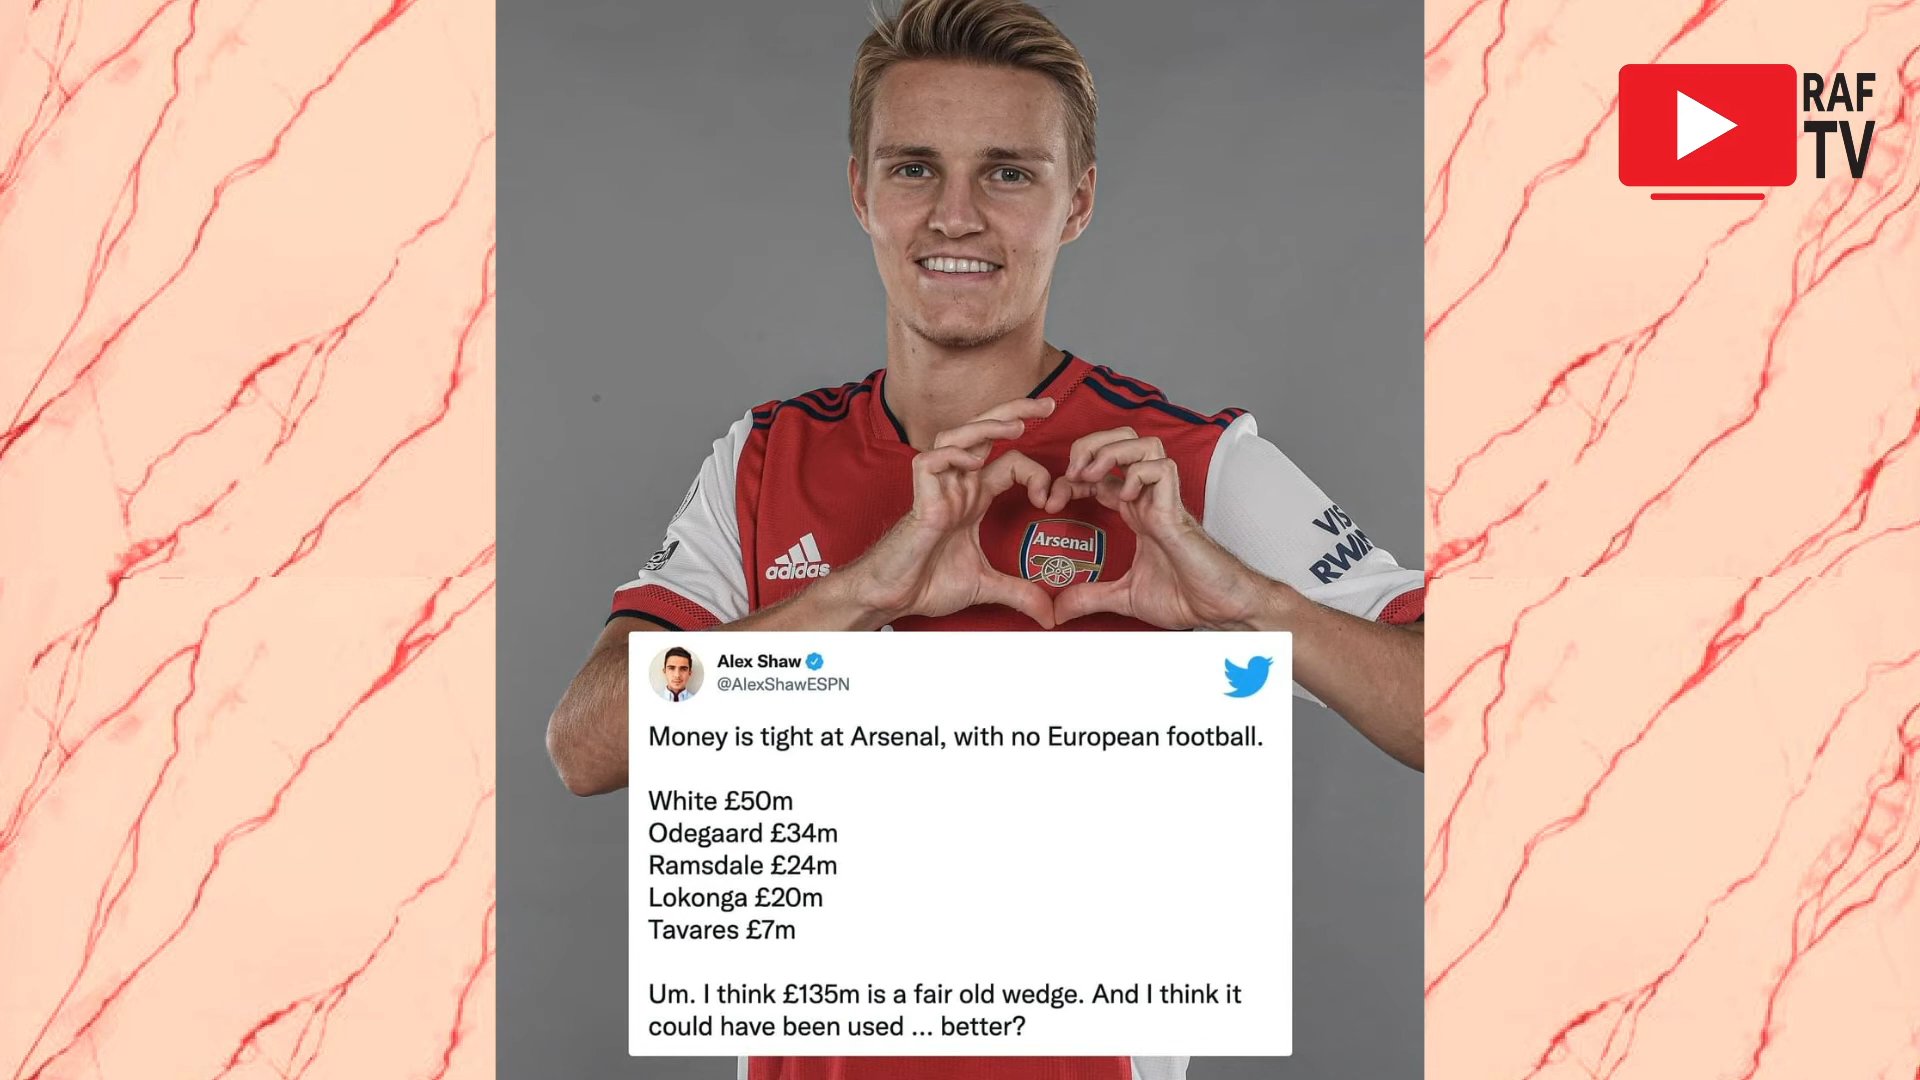 RAF
TV
Arsenal
adidas
Alex Shaw
@AlexShawESPN
Money is tight at Arsenal, with no European football.
White £50m
Odegaard £34m
Ramsdale £24m
Lokonga £20m
Tavares £7m
Um. I think £135m is a fair old wedge. And I think it
could have been used ... better?